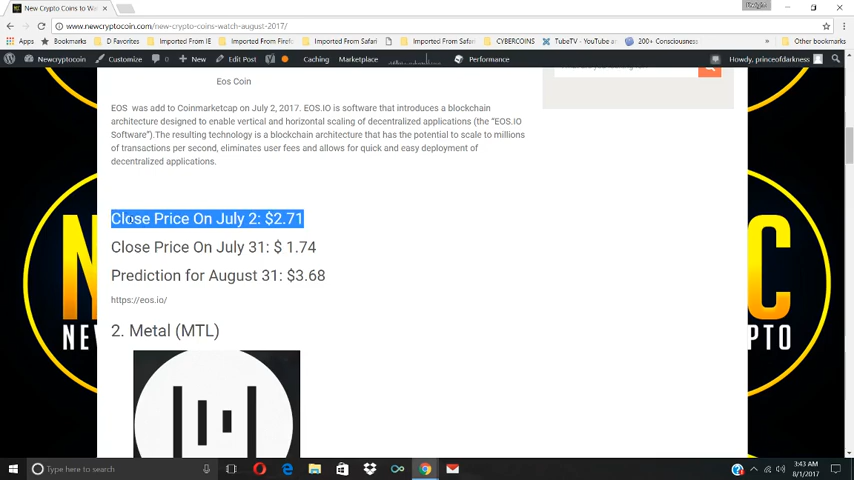 New Crypto Coins to Wa
www.newcryptocoin.com/new-crypto-coins-watch-august-2017/
Apps Bookmarks D Favorites Imported From IE Imported From Firef Imported From Safari Imported From Safar CYBERCOINS TubeTV - YouTube 200+ Consciousness Other bookmarks
Newcryptocoin Customize 6 New Edit Post Caching Marketplace Performance Howdy, princeofdarkness
Eos Coin
EOS was add to Coinmarketcap on July 2, 2017. EOS.IO is software that introduces a blockchain
architecture designed to enable vertical and horizontal scaling of decentralized applications (the "EOS.IO
Software").The resulting technology is a blockchain architecture that has the potential to scale to millions
of transactions per second, eliminates user fees and allows for quick and easy deployment of
decentralized applications.
Close Price On July 2: $2.71
Close Price On July 31: $ 1.74
Prediction for August 31: $3.68
https://eos.io/
2. Metal (MTL)
NEW
PTO
Type here to search
3:43 AM
8/1/2017